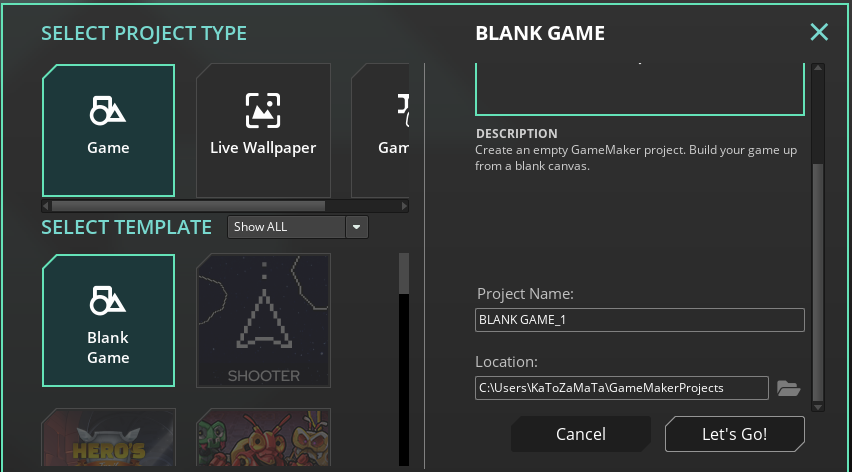 SELECT PROJECT TYPE
Game
Live Wallpaper
Gam
SELECT TEMPLATE
Show ALL
Blank
Game
SHOOTER
HERO'S
BLANK GAME
DESCRIPTION
Create an empty GameMaker project. Build your game up
from a blank canvas.
Project Name:
BLANK GAME_1
Location:
C:\Users\KaToZaMaTa\GameMakerProjects
Cancel
Let's Go!